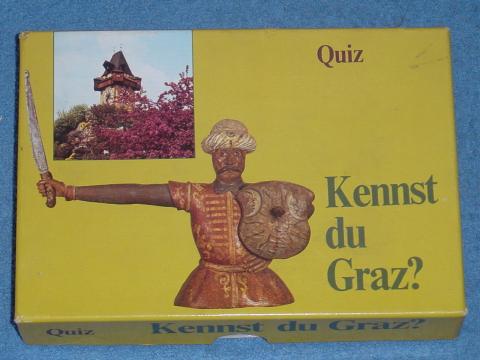 Quiz
Kennst
du
Graz?
Quiz Kennst du Graz?